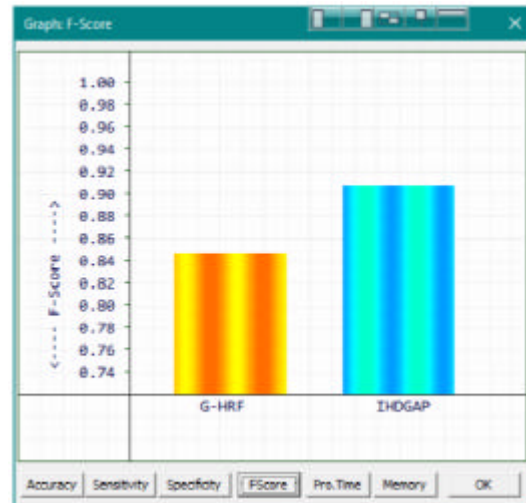 Graph: F-Score
1.00
0.98
0.96
0.94
0.92
0.90
0.88
0.86
0.84
0.82
0.80
0.78
0.76
0.74
<---- F-Score ---->
G-HRF
IHDGAP
Accuracy
Sensitivity
Specificity
FScore
Pro.Time
Memory
OK